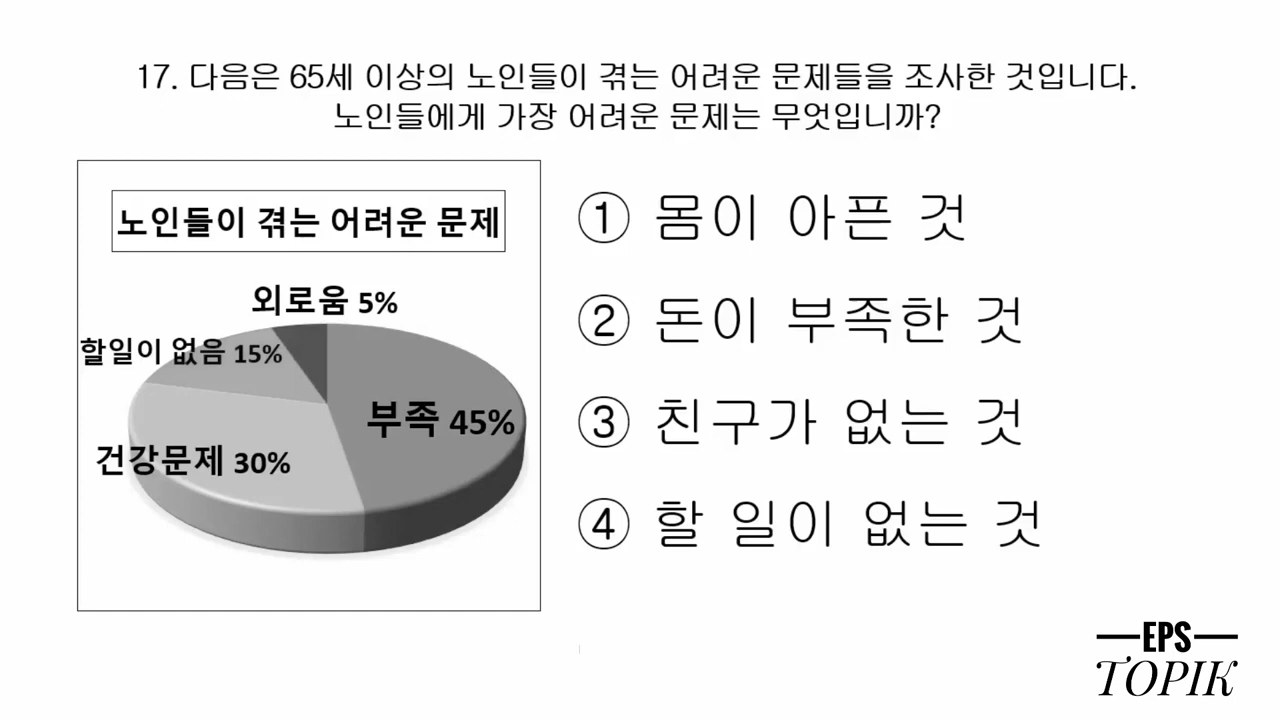 17. 다음은 65세 이상의 노인들이 겪는 어려운 문제들을 조사한 것입니다.
노인들에게 가장 어려운 문제는 무엇입니까?
노인들이 겪는 어려운 문제
외로움 5%
할일이 없음 15%
부족 45%
건강문제 30%
① 몸이 아픈 것
② 돈이 부족한 것
③ 친구가 없는 것
④ 할 일이 없는 것
EPS
TOPIK